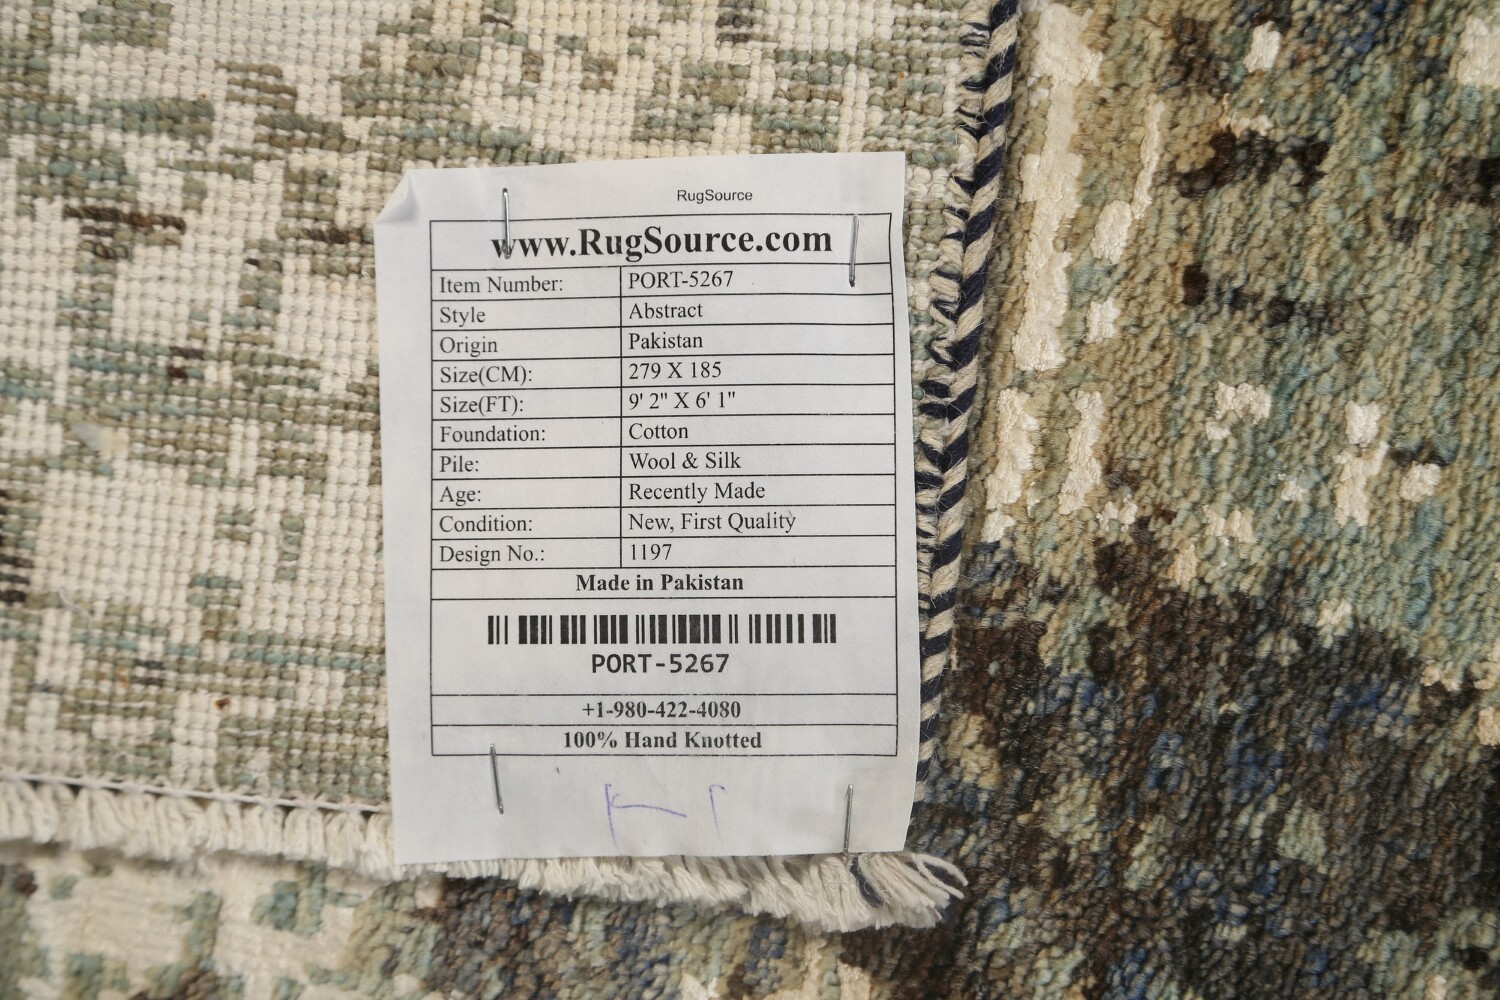 RugSource
www.RugSource.com
Item Number: PORT-5267
Style Abstract
Origin Pakistan
Size(CM): 279 X 185
Size(FT): 9' 2" X 6' 1"
Foundation: Cotton
Pile: Wool & Silk
Age: Recently Made
Condition: New, First Quality
Design No.: 1197
Made in Pakistan
PORT-5267
+1-980-422-4080
100% Hand Knotted